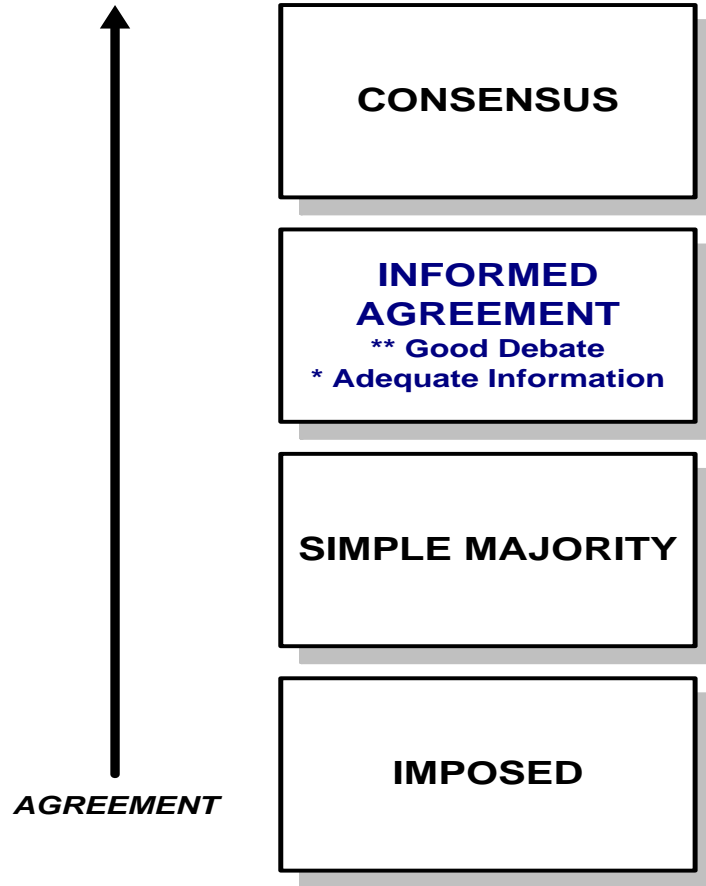 CONSENSUS
INFORMED
AGREEMENT
** Good Debate
* Adequate Information
SIMPLE MAJORITY
IMPOSED
AGREEMENT